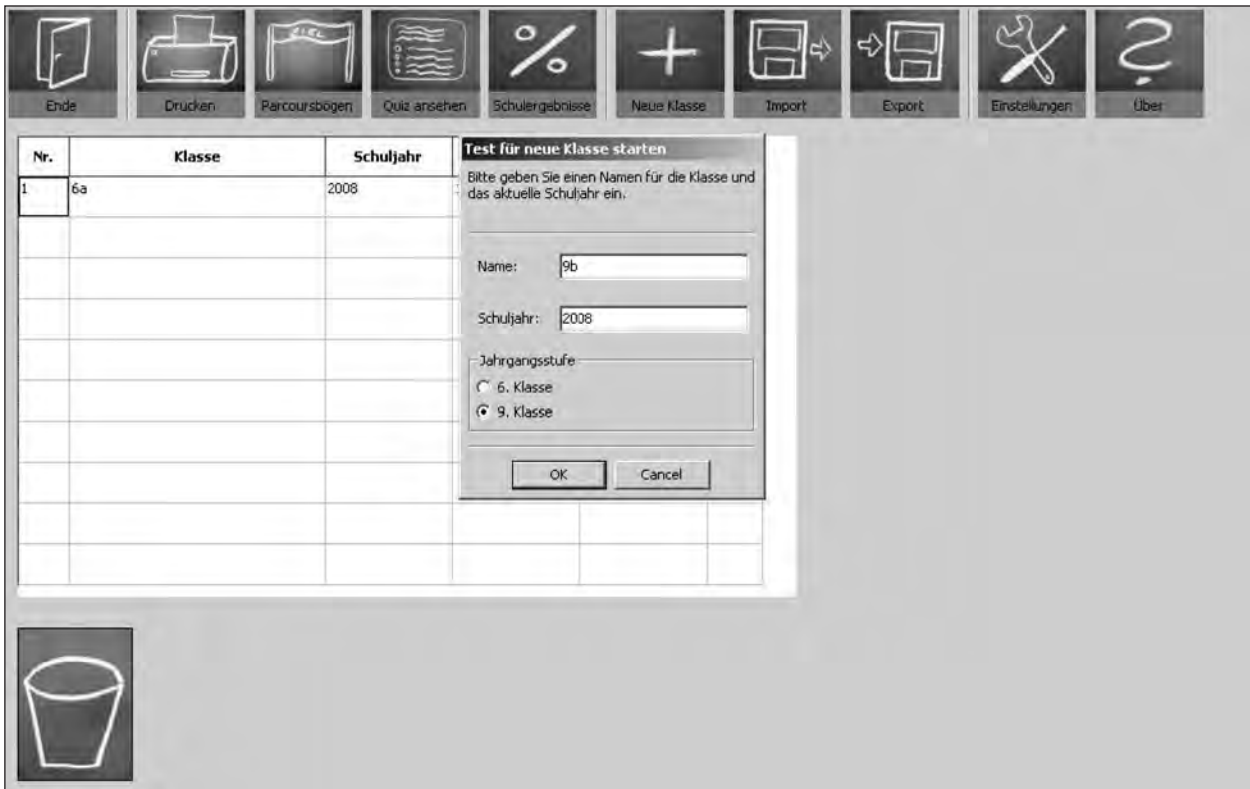 ZIEL
Ende
Drucken
Parcoursbögen
Quiz ansehen
Schulergebnisse
Neue Klasse
Import
Export
Einstellungen
Über
Nr.
Klasse
Schuljahr
1
6a
2008
Test für neue Klasse starten
Bitte geben Sie einen Namen für die Klasse und
das aktuelle Schuljahr ein.
Name:
9b
Schuljahr:
2008
Jahrgangsstufe
6. Klasse
9. Klasse
OK
Cancel